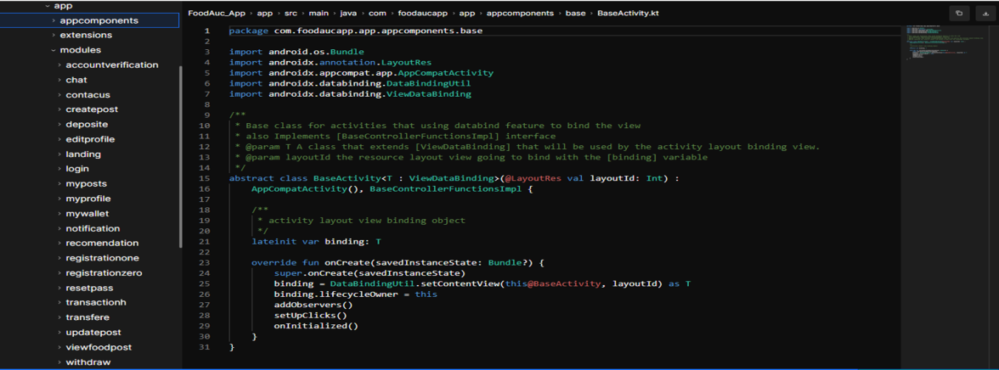 app
appcomponents
extensions
modules
accountverification
chat
contacus
createpost
deposite
editprofile
landing
login
myposts
myprofile
mywallet
notification
recomendation
registrationone
registrationzero
resetpass
transactionh
transfere
updatepost
viewfoodpost
withdraw
FoodAuc_App › app › src › main › java › com › foodaucapp › app › appcomponents › base › BaseActivity.kt
1 package com.foodaucapp.app.appcomponents.base
2
3 import android.os.Bundle
4 import androidx.annotation.LayoutRes
5 import androidx.appcompat.app.AppCompatActivity
6 import androidx.databinding.DataBindingUtil
7 import androidx.databinding.ViewDataBinding
8
9 /**
10 * Base class for activities that using databind feature to bind the view
11 * also Implements [BaseControllerFunctionsImpl] interface
12 * @param T A class that extends [ViewDataBinding] that will be used by the activity layout binding view.
13 * @param layoutId the resource layout view going to bind with the [binding] variable
14 */
15 abstract class BaseActivity<T : ViewDataBinding>(@LayoutRes val layoutId: Int) :
16 AppCompatActivity(), BaseControllerFunctionsImpl {
17
18 /**
19 * activity layout view binding object
20 */
21 lateinit var binding: T
22
23 override fun onCreate(savedInstanceState: Bundle?) {
24 super.onCreate(savedInstanceState)
25 binding = DataBindingUtil.setContentView(this@BaseActivity, layoutId) as T
26 binding.lifecycleOwner = this
27 addObservers()
28 setUpClicks()
29 onInitialized()
30 }
31 }